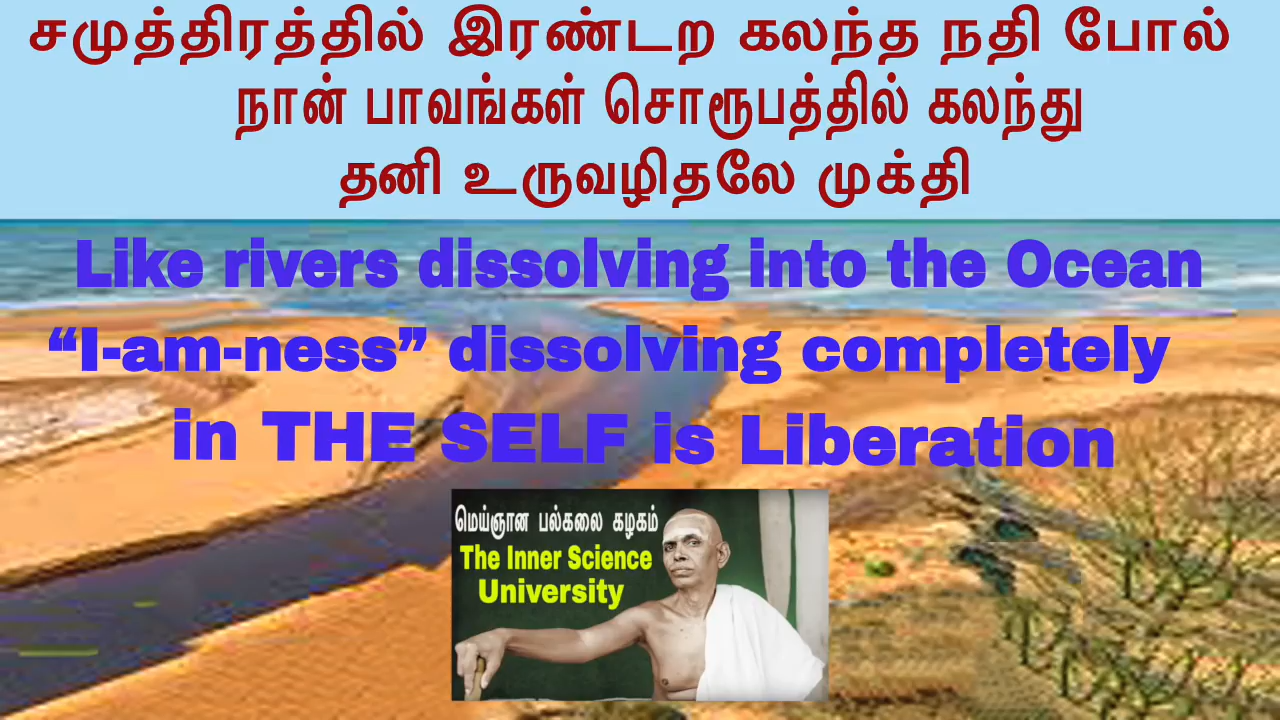 சமுத்திரத்தில் இரண்டற கலந்த நதி போல்
நான் பாவங்கள் சொரூபத்தில் கலந்து
தனி உருவழிதலே முக்தி
Like rivers dissolving into the Ocean
“I-am-ness” dissolving completely
in THE SELF is Liberation
மெய்ஞான பல்கலை கழகம்
The Inner Science
University